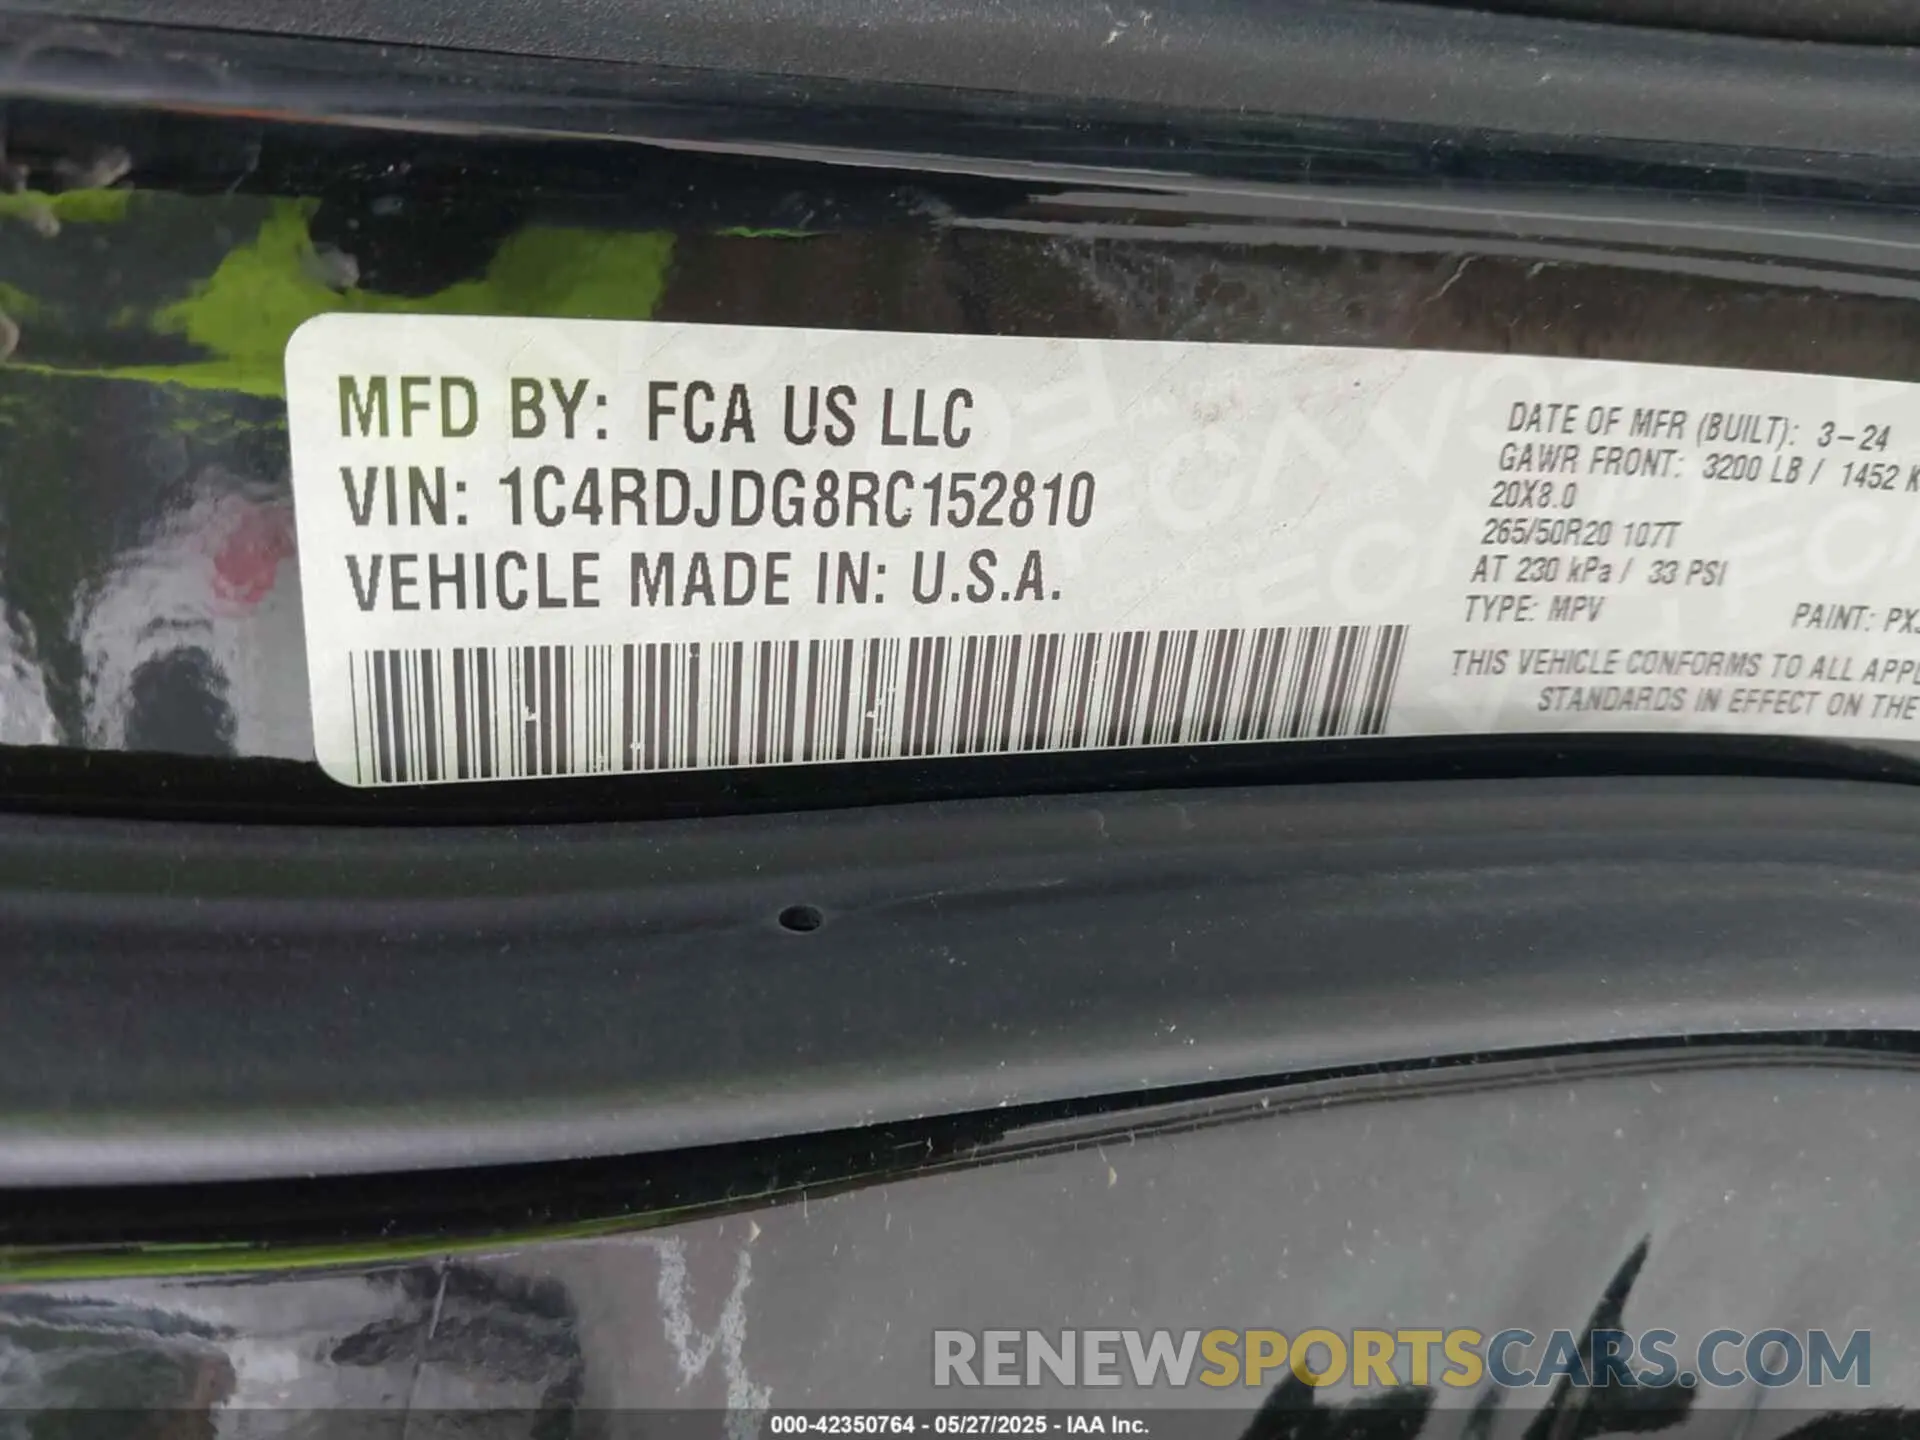 MFD BY: FCA US LLC
VIN: 1C4RDJDG8RC152810
VEHICLE MADE IN: U.S.A.
DATE OF MFR (BUILT): 3-24
GAWR FRONT: 3200 LB / 1452 K
20X8.0
265/50R20 107T
AT 230 kPa / 33 PSI
TYPE: MPV PAINT:
THIS VEHICLE CONFORMS TO ALL APPL
STANDARDS IN EFFECT ON THE
RENEWSPORTSCARS.COM
000-42350764 - 05/27/2025 - IAA Inc.